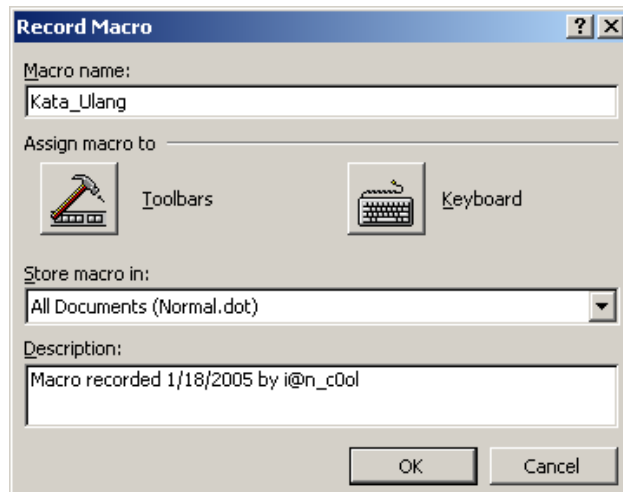 Record Macro
Macro name:
Kata_Ulang
Assign macro to
Toolbars
Keyboard
Store macro in:
All Documents (Normal.dot)
Description:
Macro recorded 1/18/2005 by i@n_c0ol
OK
Cancel